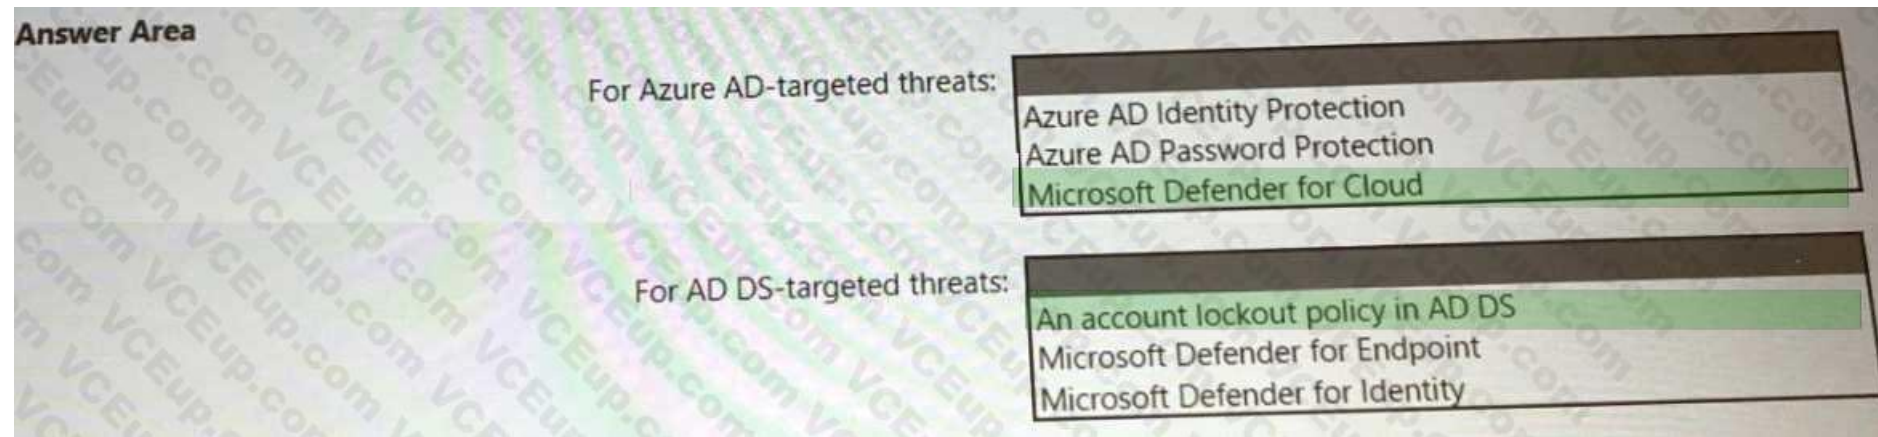 Answer Area
For Azure AD-targeted threats:
Azure AD Identity Protection
Azure AD Password Protection
Microsoft Defender for Cloud
For AD DS-targeted threats:
An account lockout policy in AD DS
Microsoft Defender for Endpoint
Microsoft Defender for Identity
VCEup.com